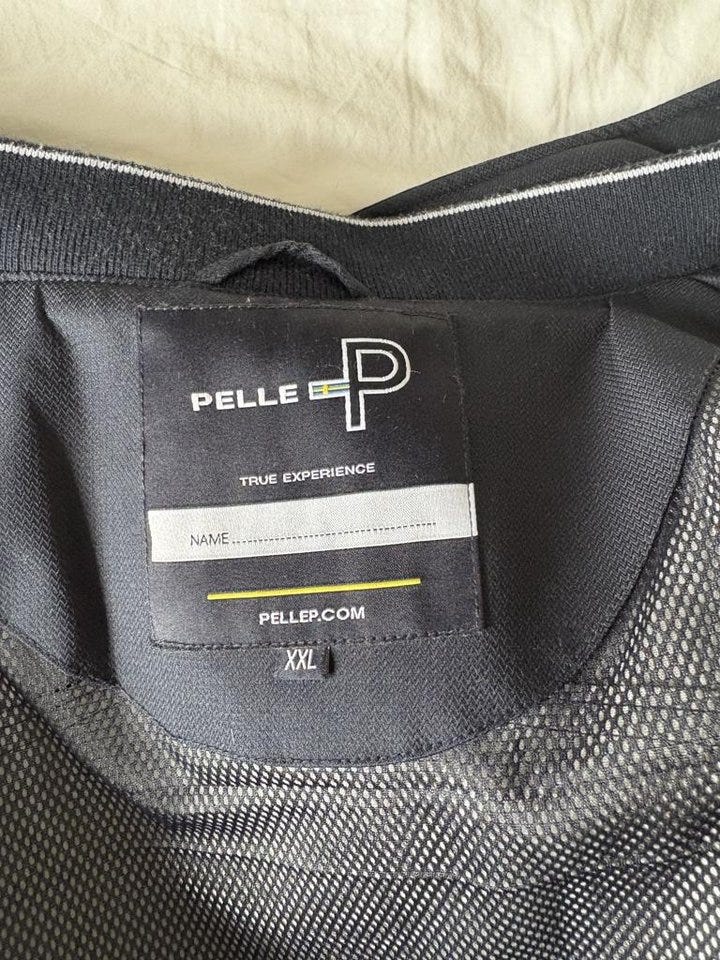 PELLE P
TRUE EXPERIENCE
NAME..............................
PELLEP.COM
XXL